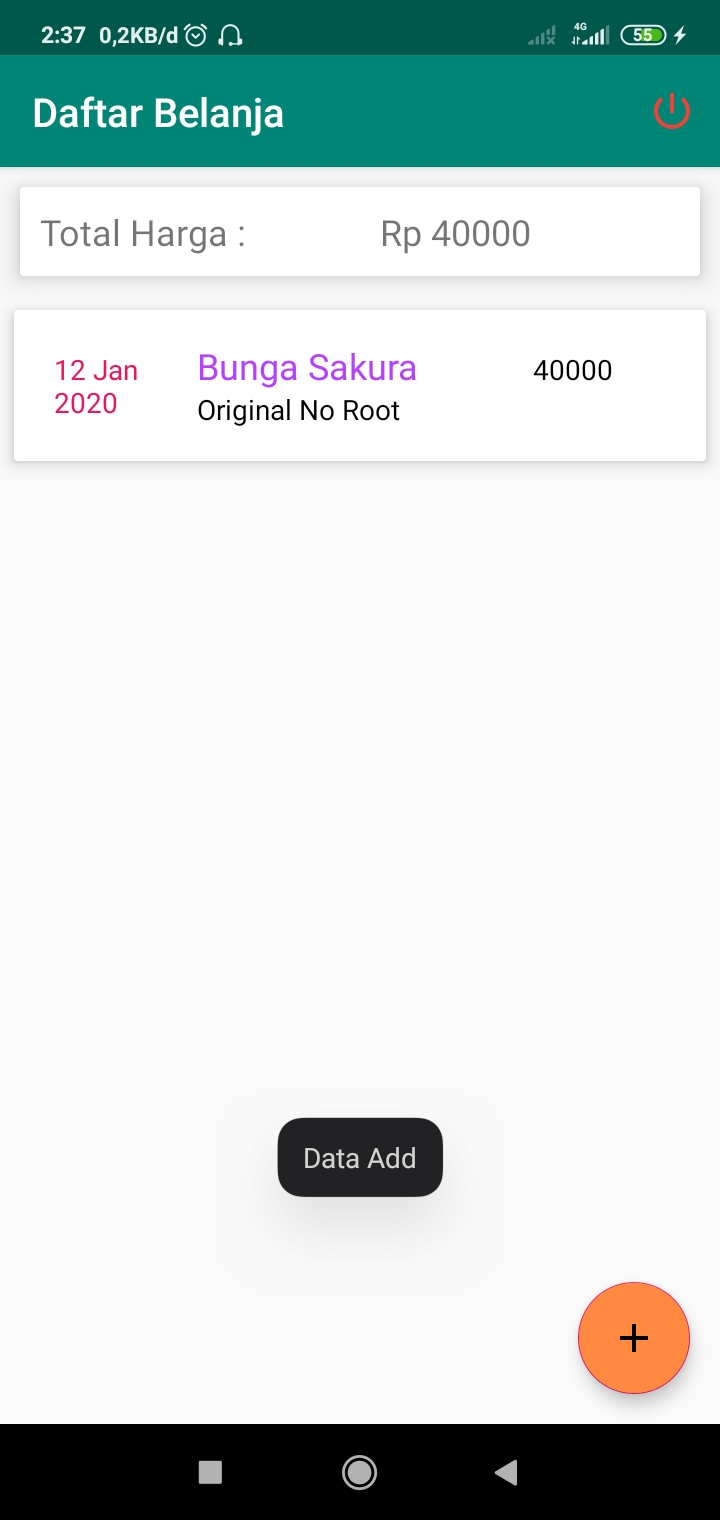 2:37 0,2KB/d 4G 55
Daftar Belanja
Total Harga : Rp 40000
12 Jan 2020
Bunga Sakura
Original No Root
40000
Data Add